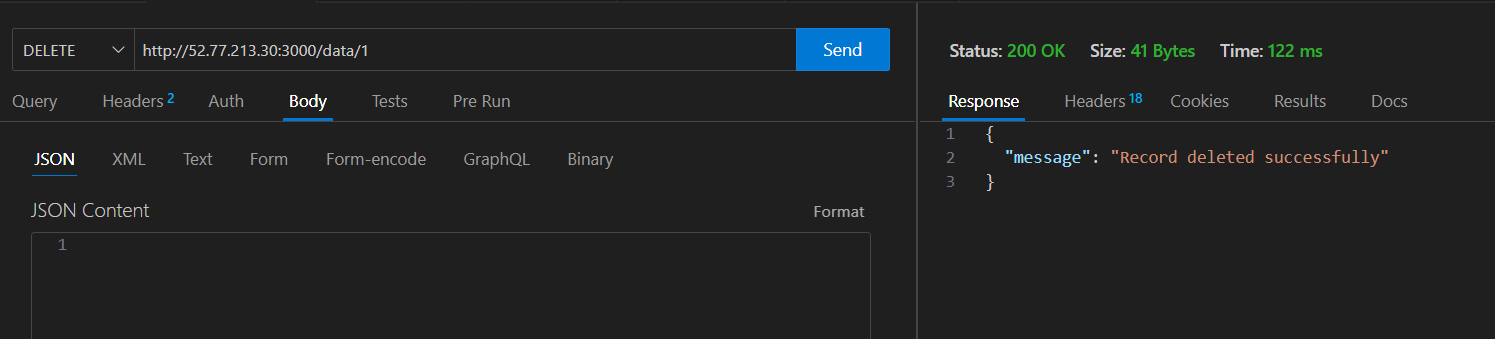 DELETE http://52.77.213.30:3000/data/1 Send
Query Headers 2 Auth Body Tests Pre Run
JSON XML Text Form Form-encode GraphQL Binary
JSON Content Format
1
Status: 200 OK Size: 41 Bytes Time: 122 ms
Response Headers 18 Cookies Results Docs
1 {
2 "message": "Record deleted successfully"
3 }